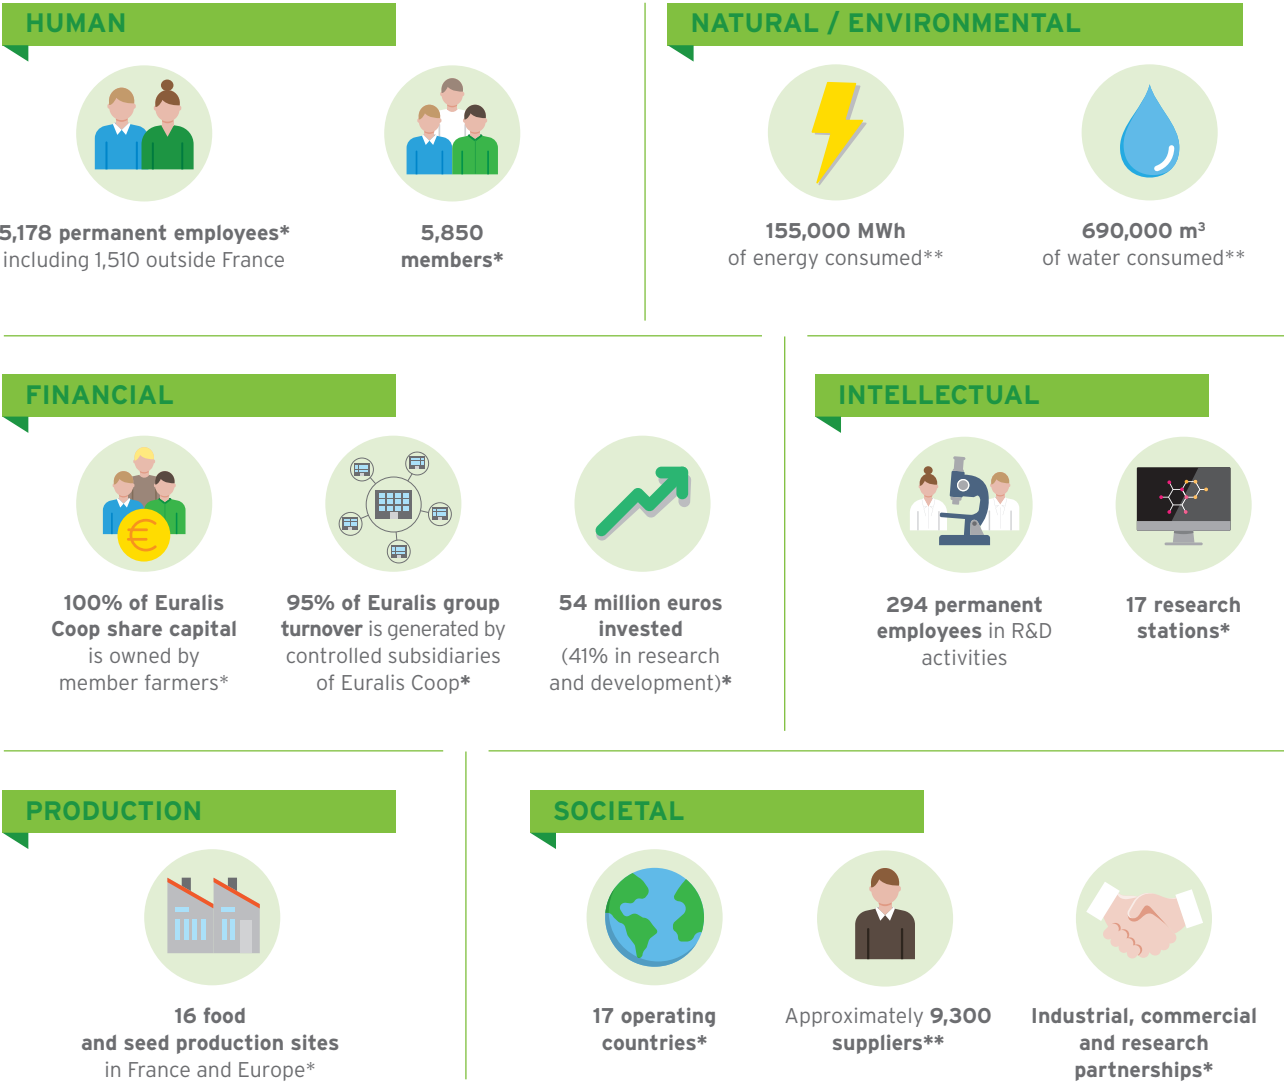 HUMAN
5,178 permanent employees*
including 1,510 outside France
5,850
members*
NATURAL / ENVIRONMENTAL
155,000 MWh
of energy consumed**
690,000 m³
of water consumed**
FINANCIAL
100% of Euralis
Coop share capital
is owned by
member farmers*
95% of Euralis group
turnover is generated by
controlled subsidiaries
of Euralis Coop*
54 million euros
invested
(41% in research
and development)*
INTELLECTUAL
294 permanent
employees in R&D
activities
17 research
stations*
PRODUCTION
16 food
and seed production sites
in France and Europe*
SOCIETAL
17 operating
countries*
Approximately 9,300
suppliers**
Industrial, commercial
and research
partnerships*